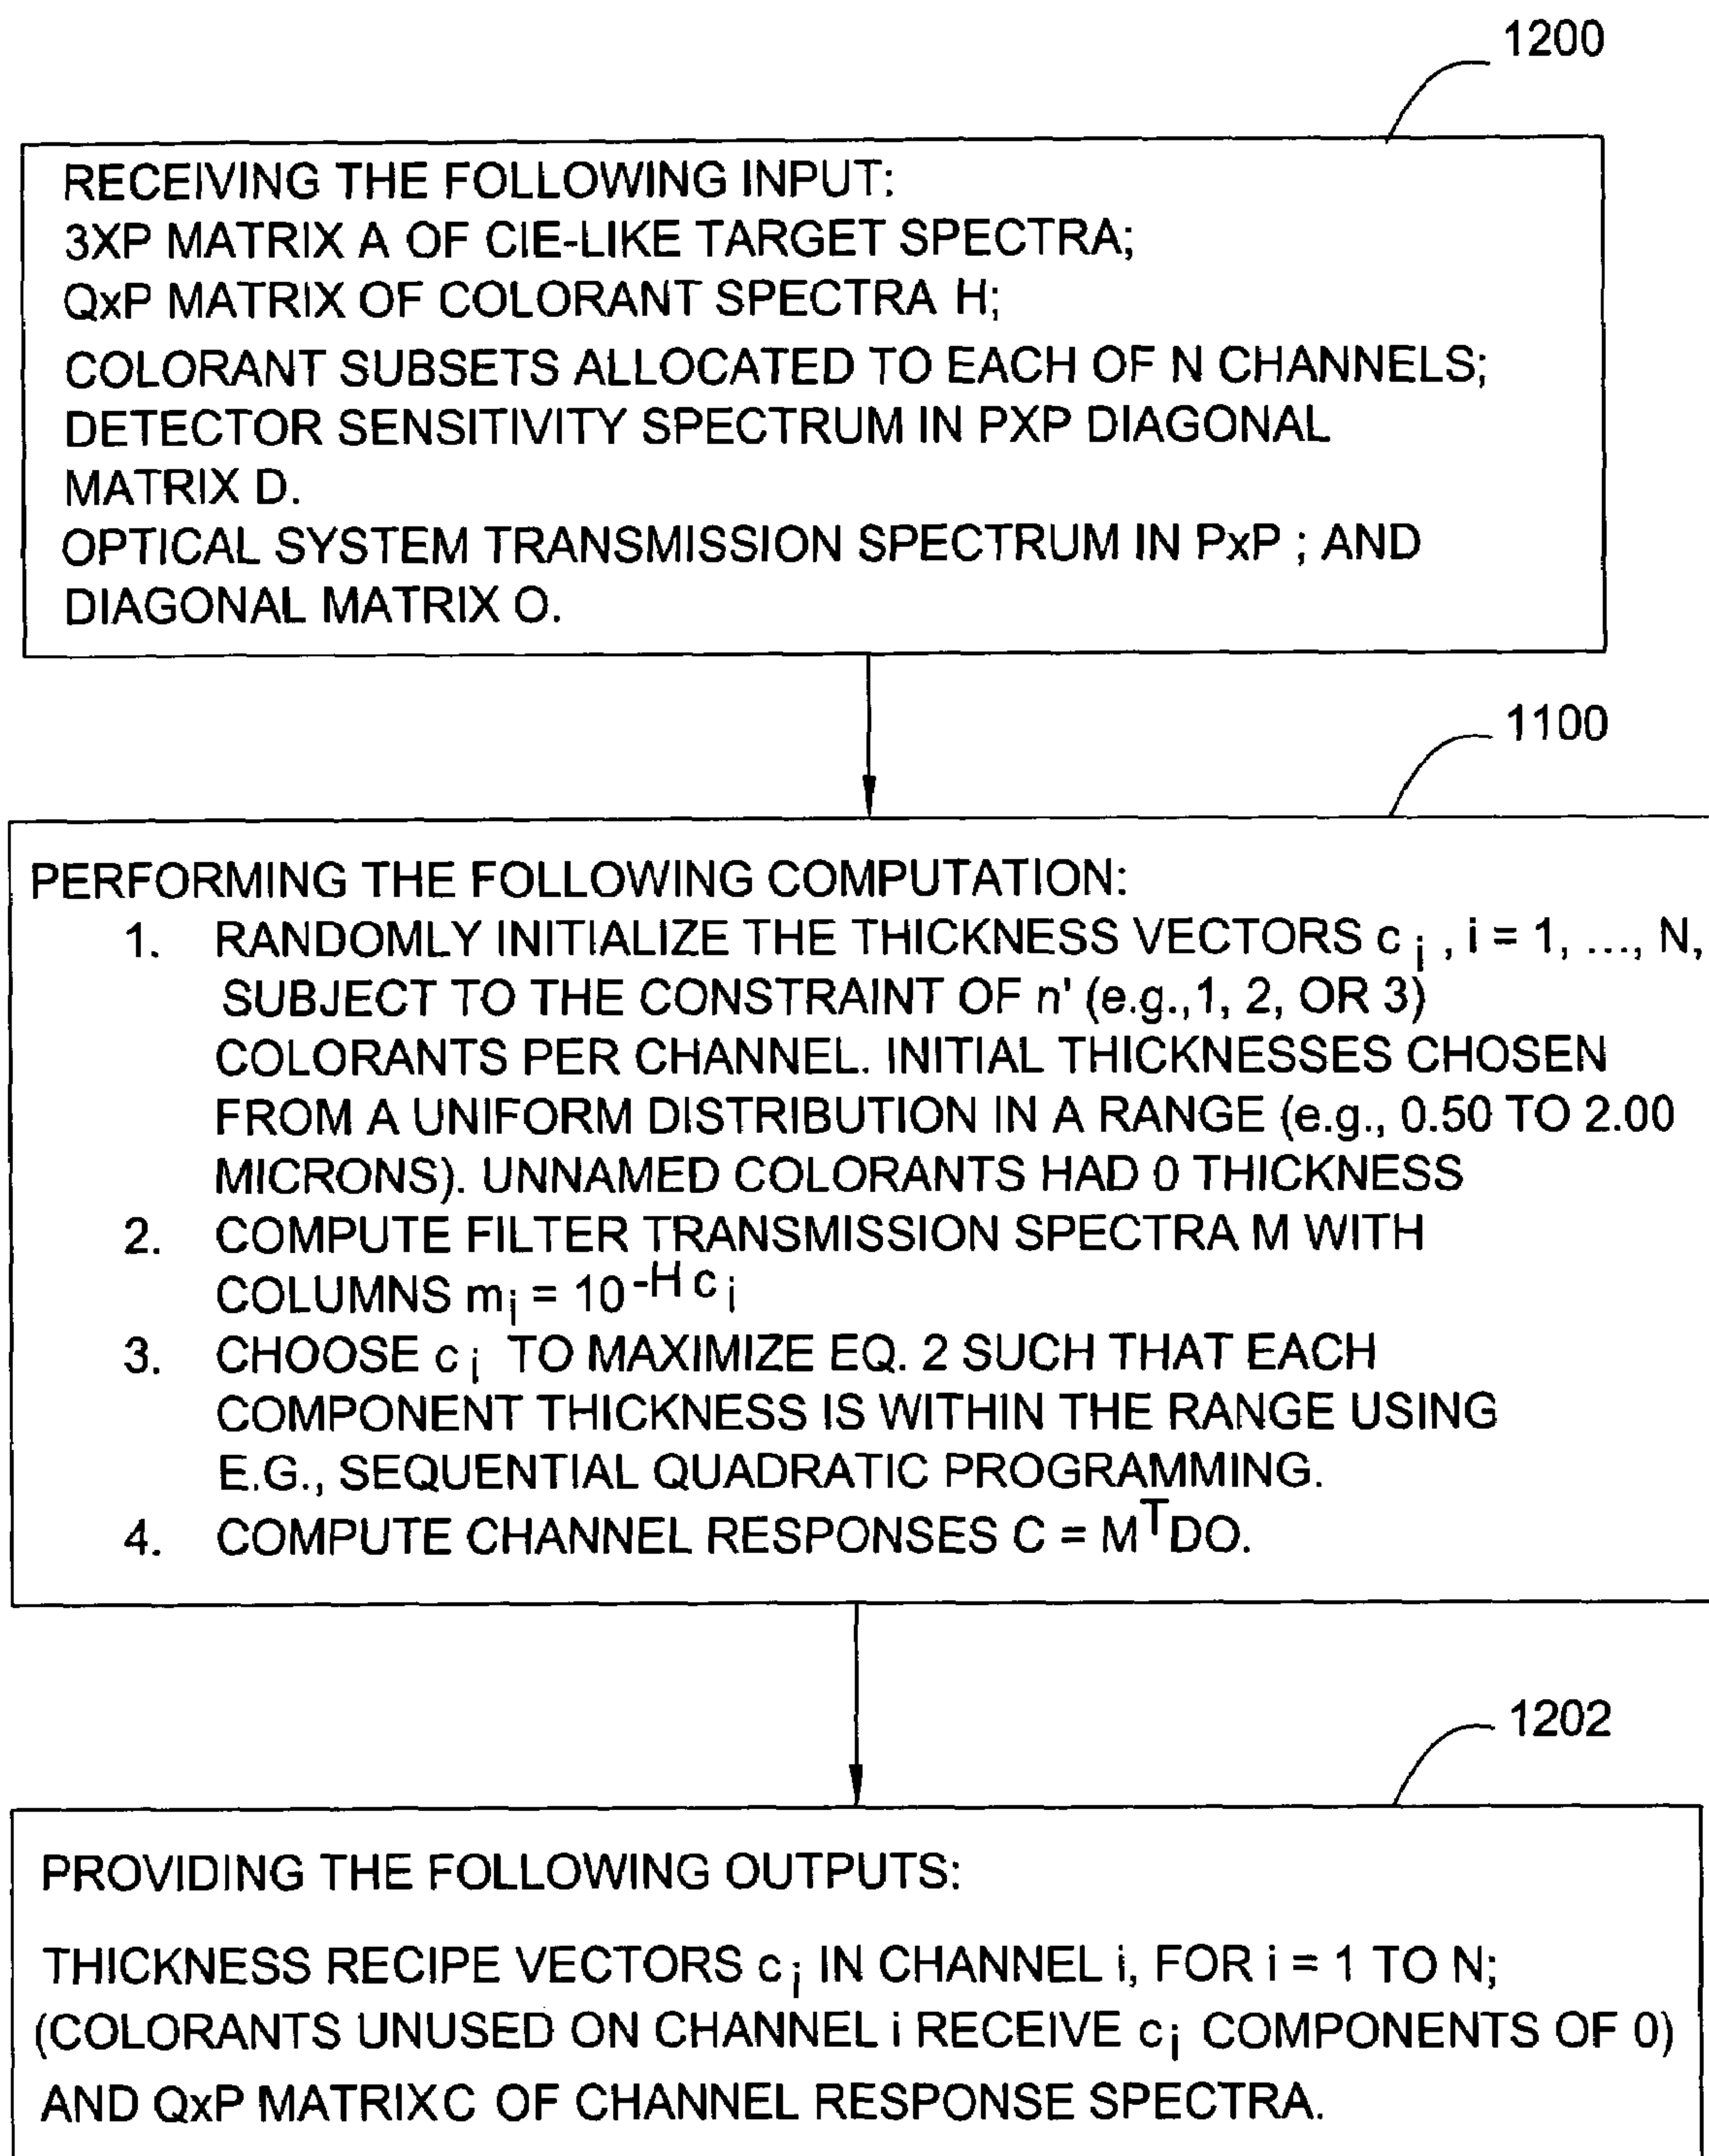 1200
RECEIVING THE FOLLOWING INPUT:
3XP MATRIX A OF CIE-LIKE TARGET SPECTRA;
QxP MATRIX OF COLORANT SPECTRA H;
COLORANT SUBSETS ALLOCATED TO EACH OF N CHANNELS;
DETECTOR SENSITIVITY SPECTRUM IN PXP DIAGONAL
MATRIX D.
OPTICAL SYSTEM TRANSMISSION SPECTRUM IN PxP ; AND
DIAGONAL MATRIX O.
1100
PERFORMING THE FOLLOWING COMPUTATION:
1. RANDOMLY INITIALIZE THE THICKNESS VECTORS c i , i = 1, ..., N,
SUBJECT TO THE CONSTRAINT OF n' (e.g.,1, 2, OR 3)
COLORANTS PER CHANNEL. INITIAL THICKNESSES CHOSEN
FROM A UNIFORM DISTRIBUTION IN A RANGE (e.g., 0.50 TO 2.00
MICRONS). UNNAMED COLORANTS HAD 0 THICKNESS
2. COMPUTE FILTER TRANSMISSION SPECTRA M WITH
COLUMNS mi = 10 -H c i
3. CHOOSE c i TO MAXIMIZE EQ. 2 SUCH THAT EACH
COMPONENT THICKNESS IS WITHIN THE RANGE USING
E.G., SEQUENTIAL QUADRATIC PROGRAMMING.
4. COMPUTE CHANNEL RESPONSES C = MTDO.
1202
PROVIDING THE FOLLOWING OUTPUTS:
THICKNESS RECIPE VECTORS ci IN CHANNEL i, FOR i = 1 TO N;
(COLORANTS UNUSED ON CHANNEL i RECEIVE ci COMPONENTS OF 0)
AND QxP MATRIX C OF CHANNEL RESPONSE SPECTRA.